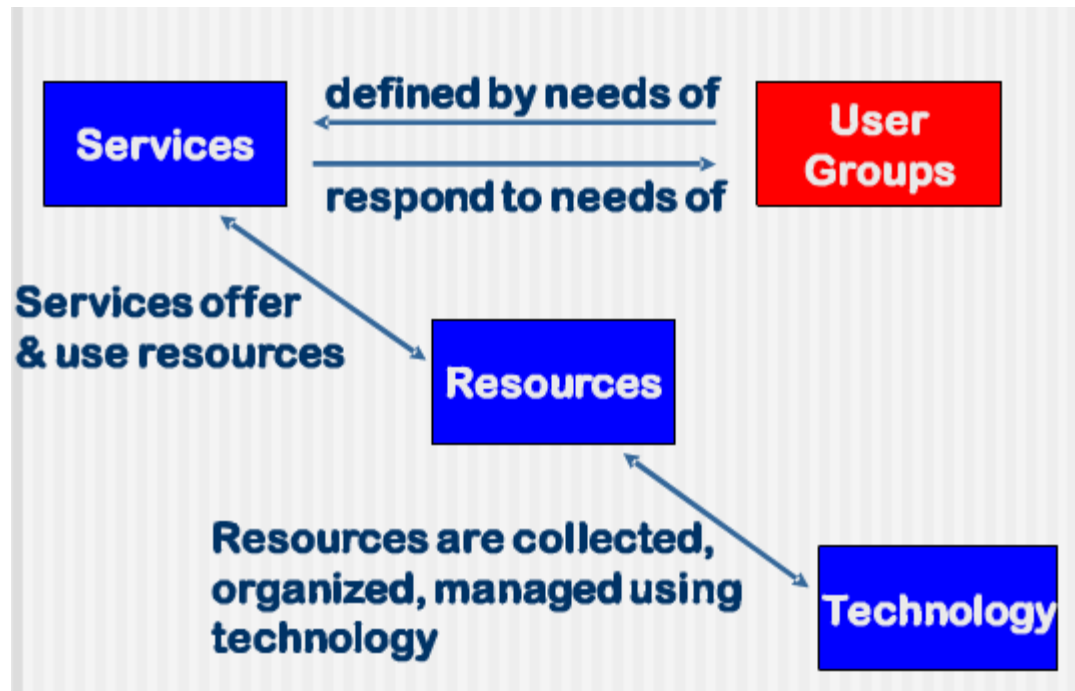 defined by needs of
Services
User
Groups
respond to needs of
Services offer
& use resources
Resources
Resources are collected,
organized, managed using
technology
Technology